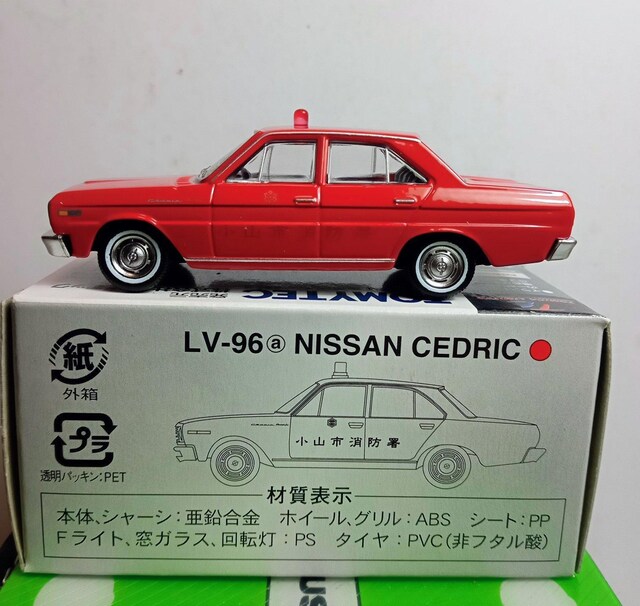 TOMYTEC
LV-96ⓐ NISSAN CEDRIC
紙
外箱
プラ
透明パッキン:PET
小山市消防署
材質表示
本体、シャーシ:亜鉛合金 ホイール、グリル:ABS シート:PP
Fライト、窓ガラス、回転灯:PS タイヤ:PVC(非フタル酸)